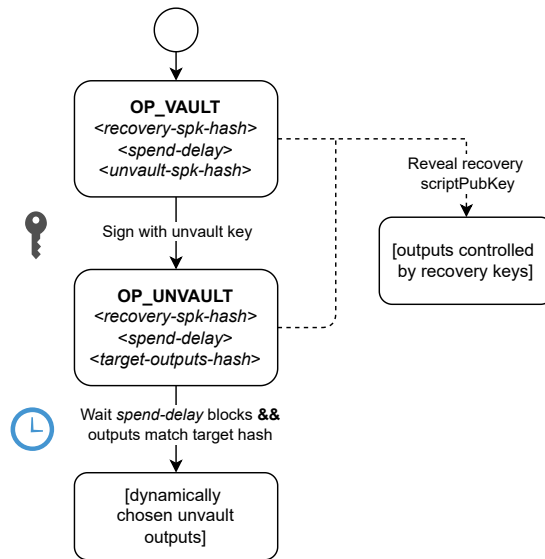 OP_VAULT
<recovery-spk-hash>
<spend-delay>
<unvault-spk-hash>
Reveal recovery
scriptPubKey
Sign with unvault key
[outputs controlled
by recovery keys]
OP_UNVAULT
<recovery-spk-hash>
<spend-delay>
<target-outputs-hash>
Wait spend-delay blocks &&
outputs match target hash
[dynamically
chosen unvault
outputs]